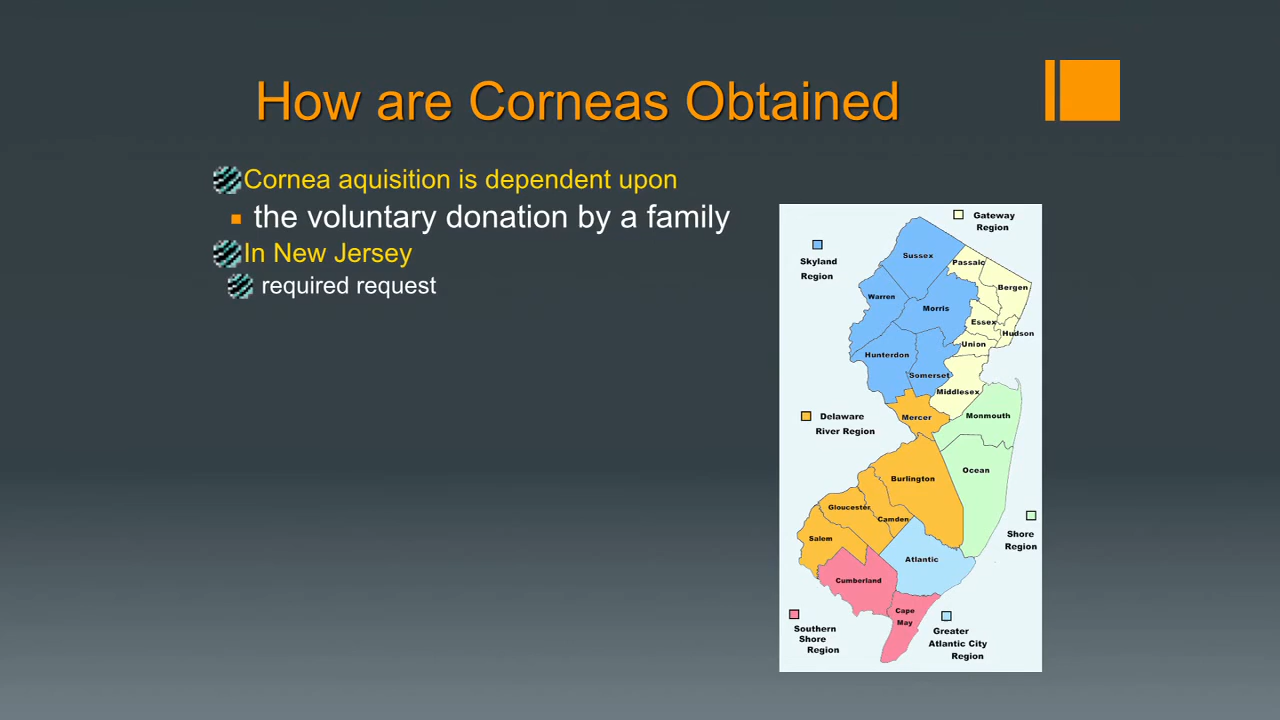 How are Corneas Obtained
Cornea aquisition is dependent upon
the voluntary donation by a family
In New Jersey
required request
Gateway
Region
Skyland
Region
Sussex
Passaic
Bergen
Warren
Morris
Essex
Hudson
Union
Hunterdon
Somerset
Middlesex
Delaware
River Region
Mercer
Monmouth
Ocean
Burlington
Gloucester
Camden
Salem
Shore
Region
Atlantic
Cumberland
Cape
May
Southern
Shore
Region
Greater
Atlantic City
Region